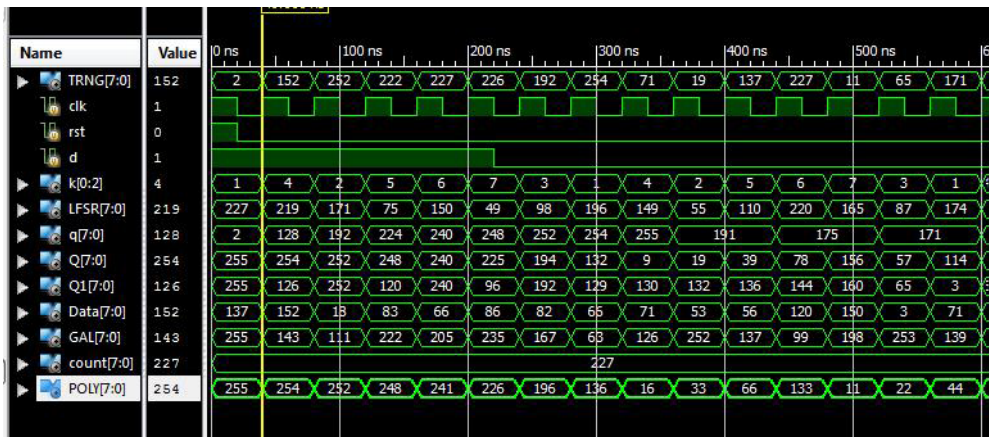 Name Value 0 ns 100 ns 200 ns 300 ns 400 ns 500 ns
TRNG[7:0] 152 2 152 252 222 227 226 192 254 71 19 137 227 11 65 171
clk 1
rst 0
d 1
k[0:2] 4 1 4 2 5 6 7 3 1 4 2 5 6 7 3 1
LFSR[7:0] 219 227 219 171 75 150 49 98 196 149 55 110 220 165 87 174
q[7:0] 128 2 128 192 224 240 248 252 254 255 191 175 171
Q[7:0] 254 255 254 252 248 240 225 194 132 9 19 39 78 156 57 114
Q1[7:0] 126 255 126 252 120 240 96 192 129 130 132 136 144 160 65 3
Data[7:0] 152 137 152 18 83 66 86 82 66 71 53 56 120 150 3 71
GAL[7:0] 143 255 143 111 222 205 235 167 63 126 252 137 99 198 253 139
count[7:0] 227 227
POLY[7:0] 254 255 254 252 248 241 226 196 136 16 33 66 133 11 22 44